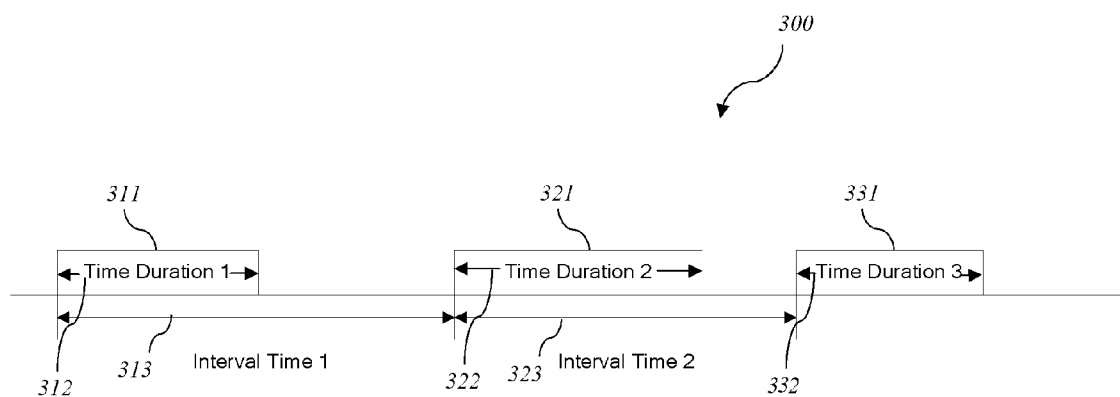 300
311
321
331
Time Duration 1
Time Duration 2
Time Duration 3
312
313
Interval Time 1
322
323
Interval Time 2
332